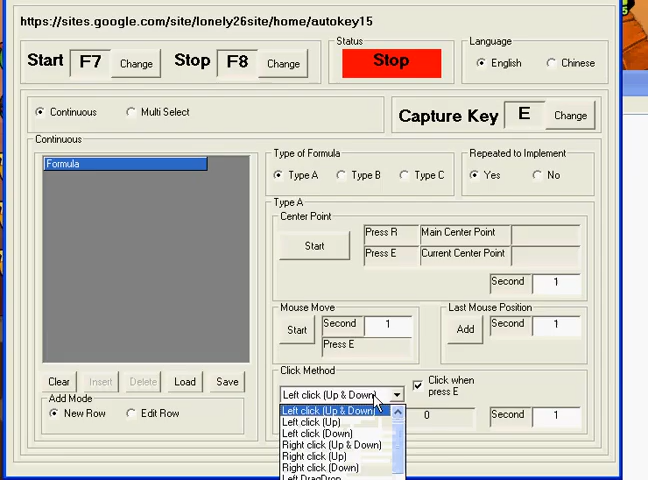 https://sites.google.com/site/lonely26site/home/autokey15
Start F7 Change Stop F8 Change
Status
Stop
Language
English Chinese
Continuous Multi Select
Capture Key E Change
Continuous
Formula
Type of Formula
Type A Type B Type C
Repeated to Implement
Yes No
Type A
Center Point
Start
Press R Main Center Point
Press E Current Center Point
Second 1
Mouse Move
Start
Second 1
Press E
Last Mouse Position
Add
Second 1
Clear Insert Delete Load Save
Add Mode
New Row Edit Row
Click Method
Left click (Up & Down)
Click when
press E
0
Second 1
Left click (Up & Down)
Left click (Up)
Left click (Down)
Right click (Up & Down)
Right click (Up)
Right click (Down)
Left DragDrop